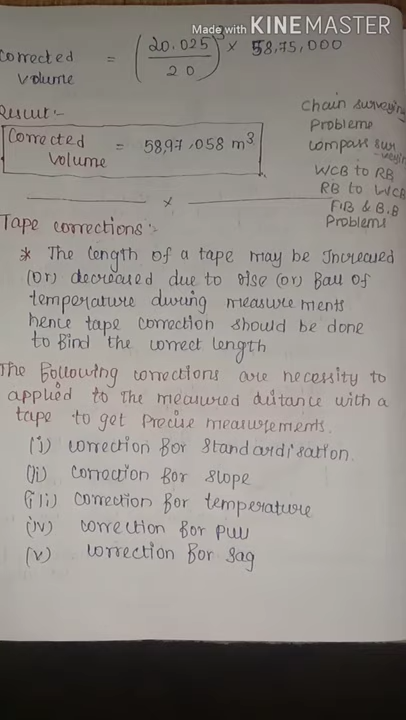 Made with KINEMASTER
Corrected volume = (20.025 / 20)³ × 58,75,000
Result :-
Corrected Volume = 58,97,058 m³
Chain surveying
Problems
compass sur
veying
WCB to RB
RB to WCB
F.B & B.B
Problems
x
Tape corrections :-
* The length of a tape may be Increased
(or) decreased due to rise (or) Fall of
temperature during measurements.
hence tape correction should be done
to Find the correct length
The Following corrections are necessity to
applied to The measured distance with a
tape to get Precise measurements.
(i) correction For Standardisation.
(ii) correction For slope
(iii) correction For temperature
(iv) correction For Pull
(v) correction For Sag